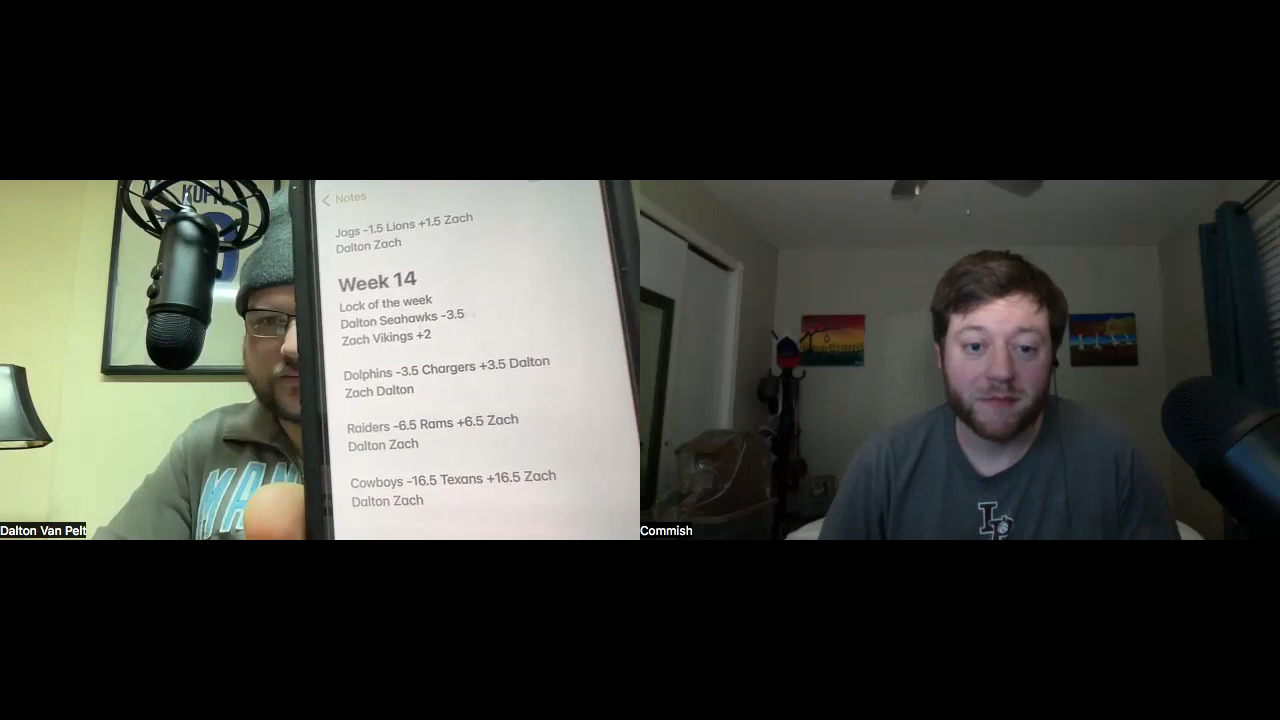 KUPP
Notes
Jags -1.5 Lions +1.5 Zach
Dalton Zach
Week 14
Lock of the week
Dalton Seahawks -3.5
Zach Vikings +2
Dolphins -3.5 Chargers +3.5 Dalton
Zach Dalton
Raiders -6.5 Rams +6.5 Zach
Dalton Zach
Cowboys -16.5 Texans +16.5 Zach
Dalton Zach
Dalton Van Pelt
Commish